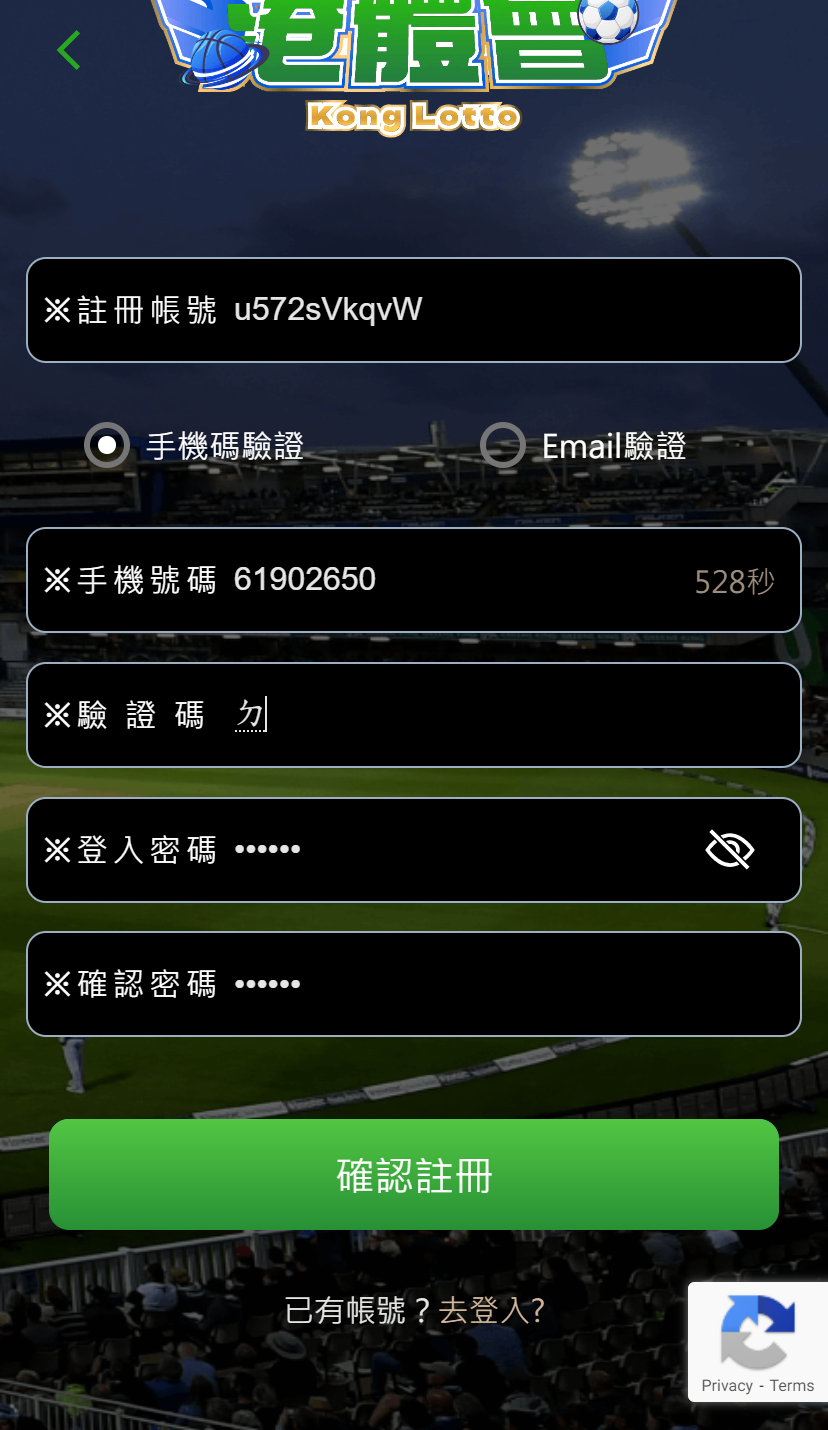 港體會
Kong Lotto
※註冊帳號 u572sVkqvW
手機碼驗證 Email驗證
※手機號碼 61902650 528秒
※驗證碼 ㄉ
※登入密碼 ••••••
※確認密碼 ••••••
確認註冊
已有帳號？去登入?
Privacy - Terms